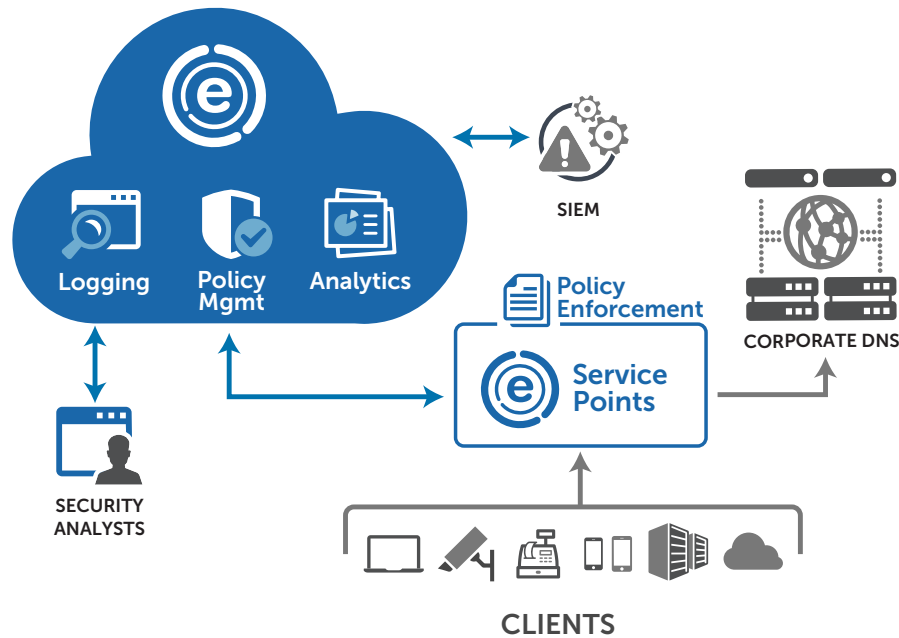 e
Logging
Policy
Mgmt
Analytics
SIEM
CORPORATE DNS
Policy
Enforcement
e
Service
Points
SECURITY
ANALYSTS
CLIENTS